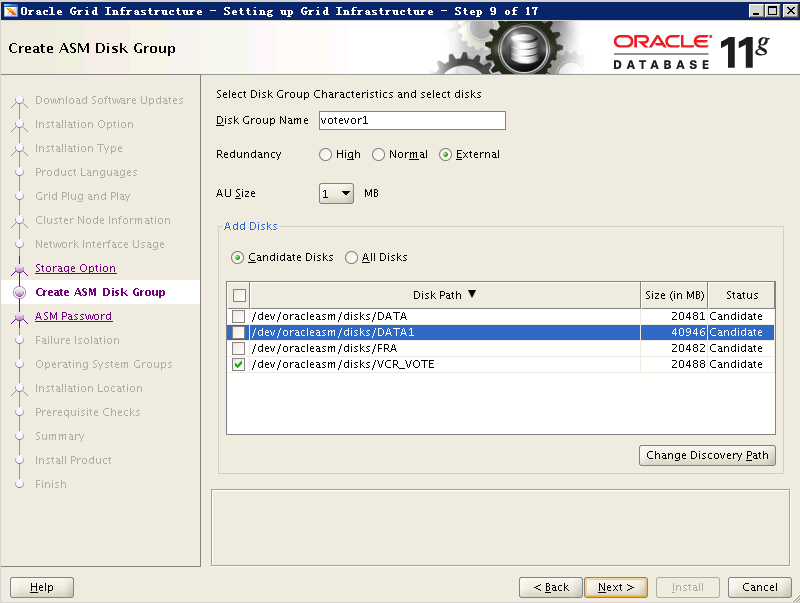 Oracle Grid Infrastructure - Setting up Grid Infrastructure - Step 9 of 17
Create ASM Disk Group
ORACLE
DATABASE 11g
Download Software Updates
Installation Option
Installation Type
Product Languages
Grid Plug and Play
Cluster Node Information
Network Interface Usage
Storage Option
Create ASM Disk Group
ASM Password
Failure Isolation
Operating System Groups
Installation Location
Prerequisite Checks
Summary
Install Product
Finish
Select Disk Group Characteristics and select disks
Disk Group Name votevor1
Redundancy High Normal External
AU Size 1 MB
Add Disks
Candidate Disks All Disks
Disk Path Size (in MB) Status
/dev/oracleasm/disks/DATA 20481 Candidate
/dev/oracleasm/disks/DATA1 40946 Candidate
/dev/oracleasm/disks/FRA 20482 Candidate
/dev/oracleasm/disks/VCR_VOTE 20488 Candidate
Change Discovery Path
Help < Back Next > Install Cancel